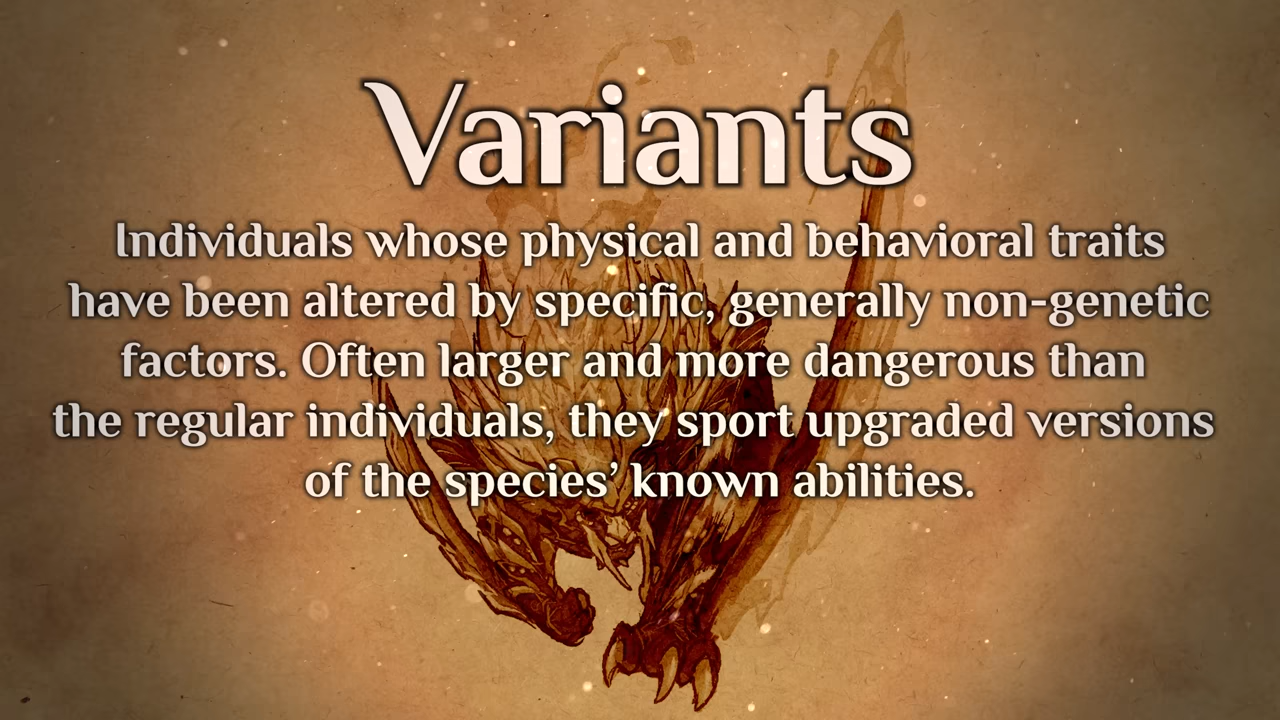 Variants
Individuals whose physical and behavioral traits
have been altered by specific, generally non-genetic
factors. Often larger and more dangerous than
the regular individuals, they sport upgraded versions
of the species’ known abilities.